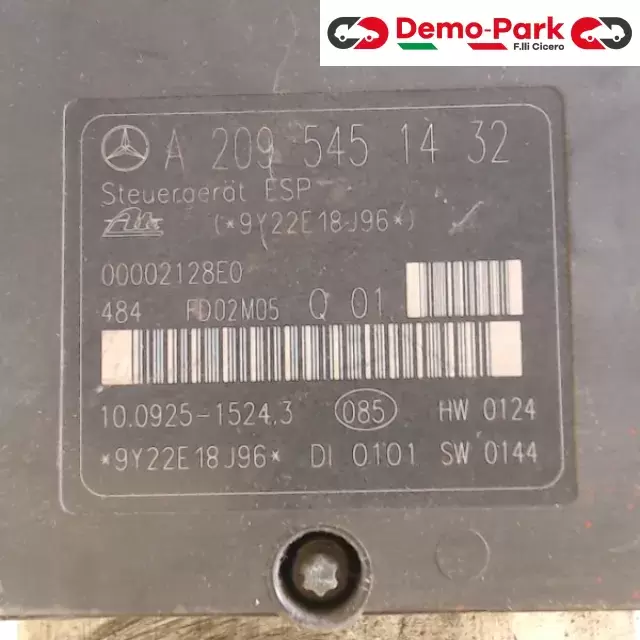 Demo-Park
F.lli Cicero
A 209 545 14 32
Steuergerät ESP
Ate (*9Y22E18J96*)
00002128E0
484 FD02M05 Q 01
10.0925-1524.3 085 HW 0124
*9Y22E18J96* DI 0101 SW 0144